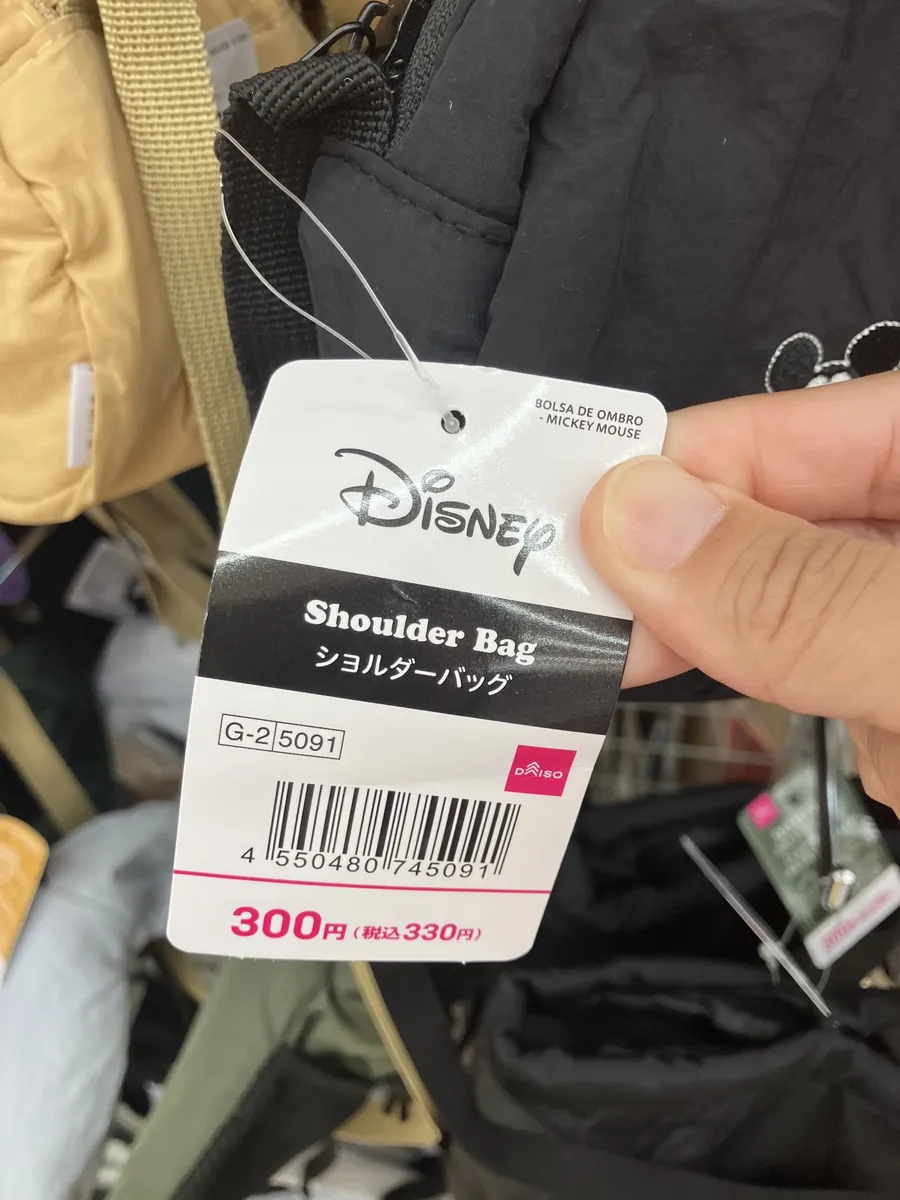 BOLSA DE OMBRO
- MICKEY MOUSE
Disney
Shoulder Bag
ショルダーバッグ
G-2 5091
DAISO
4 550480 745091
300円(税込330円)